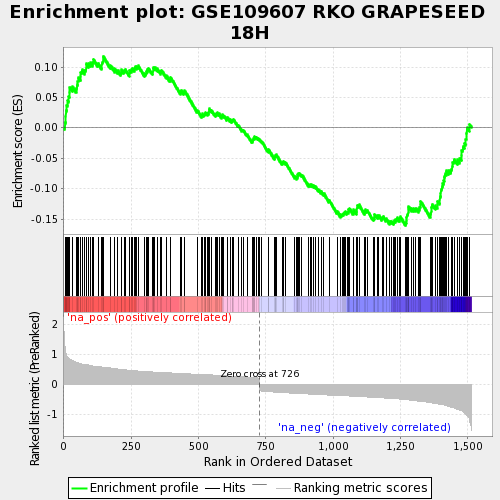 Enrichment plot: GSE109607 RKO GRAPESEED
18H
Enrichment score (ES)
0.10
0.05
0.00
-0.05
-0.10
-0.15
Ranked list metric (PreRanked)
'na_pos' (positively correlated)
2
1
0
-1
Zero cross at 726
'na_neg' (negatively correlated)
0
250
500
750
1,000
1,250
1,500
Rank in Ordered Dataset
Enrichment profile
Hits
Ranking metric scores